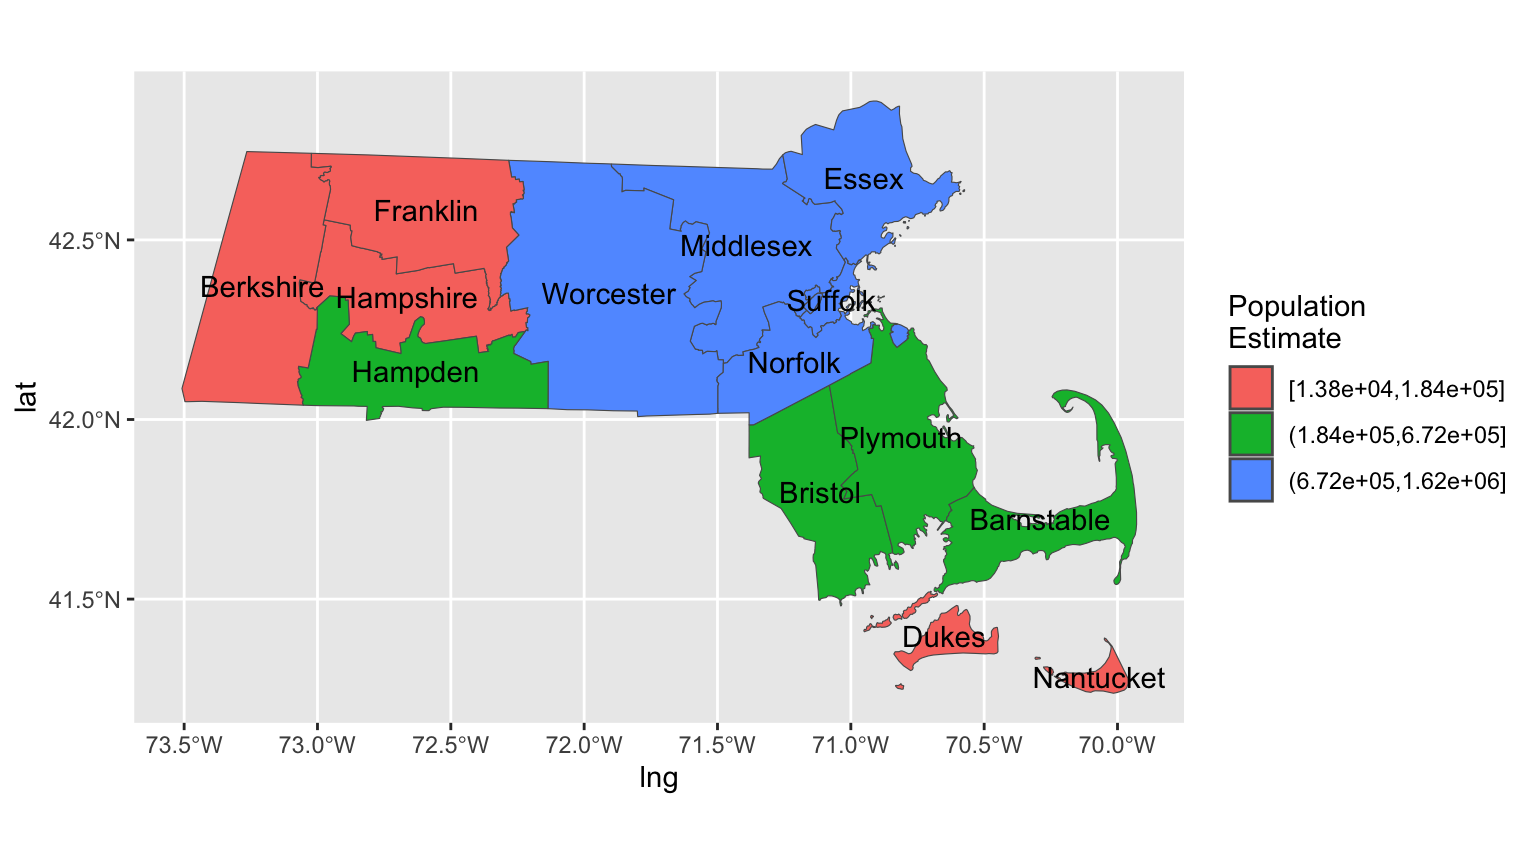 Essex
Franklin
Middlesex
42.5°N
Berkshire
Hampshire
Worcester
Suffolk
Norfolk
Hampden
42.0°N
Plymouth
Bristol
Barnstable
41.5°N
Dukes
Nantucket
lat
73.5°W 73.0°W 72.5°W 72.0°W 71.5°W 71.0°W 70.5°W 70.0°W
lng
Population
Estimate
[1.38e+04,1.84e+05]
(1.84e+05,6.72e+05]
(6.72e+05,1.62e+06]